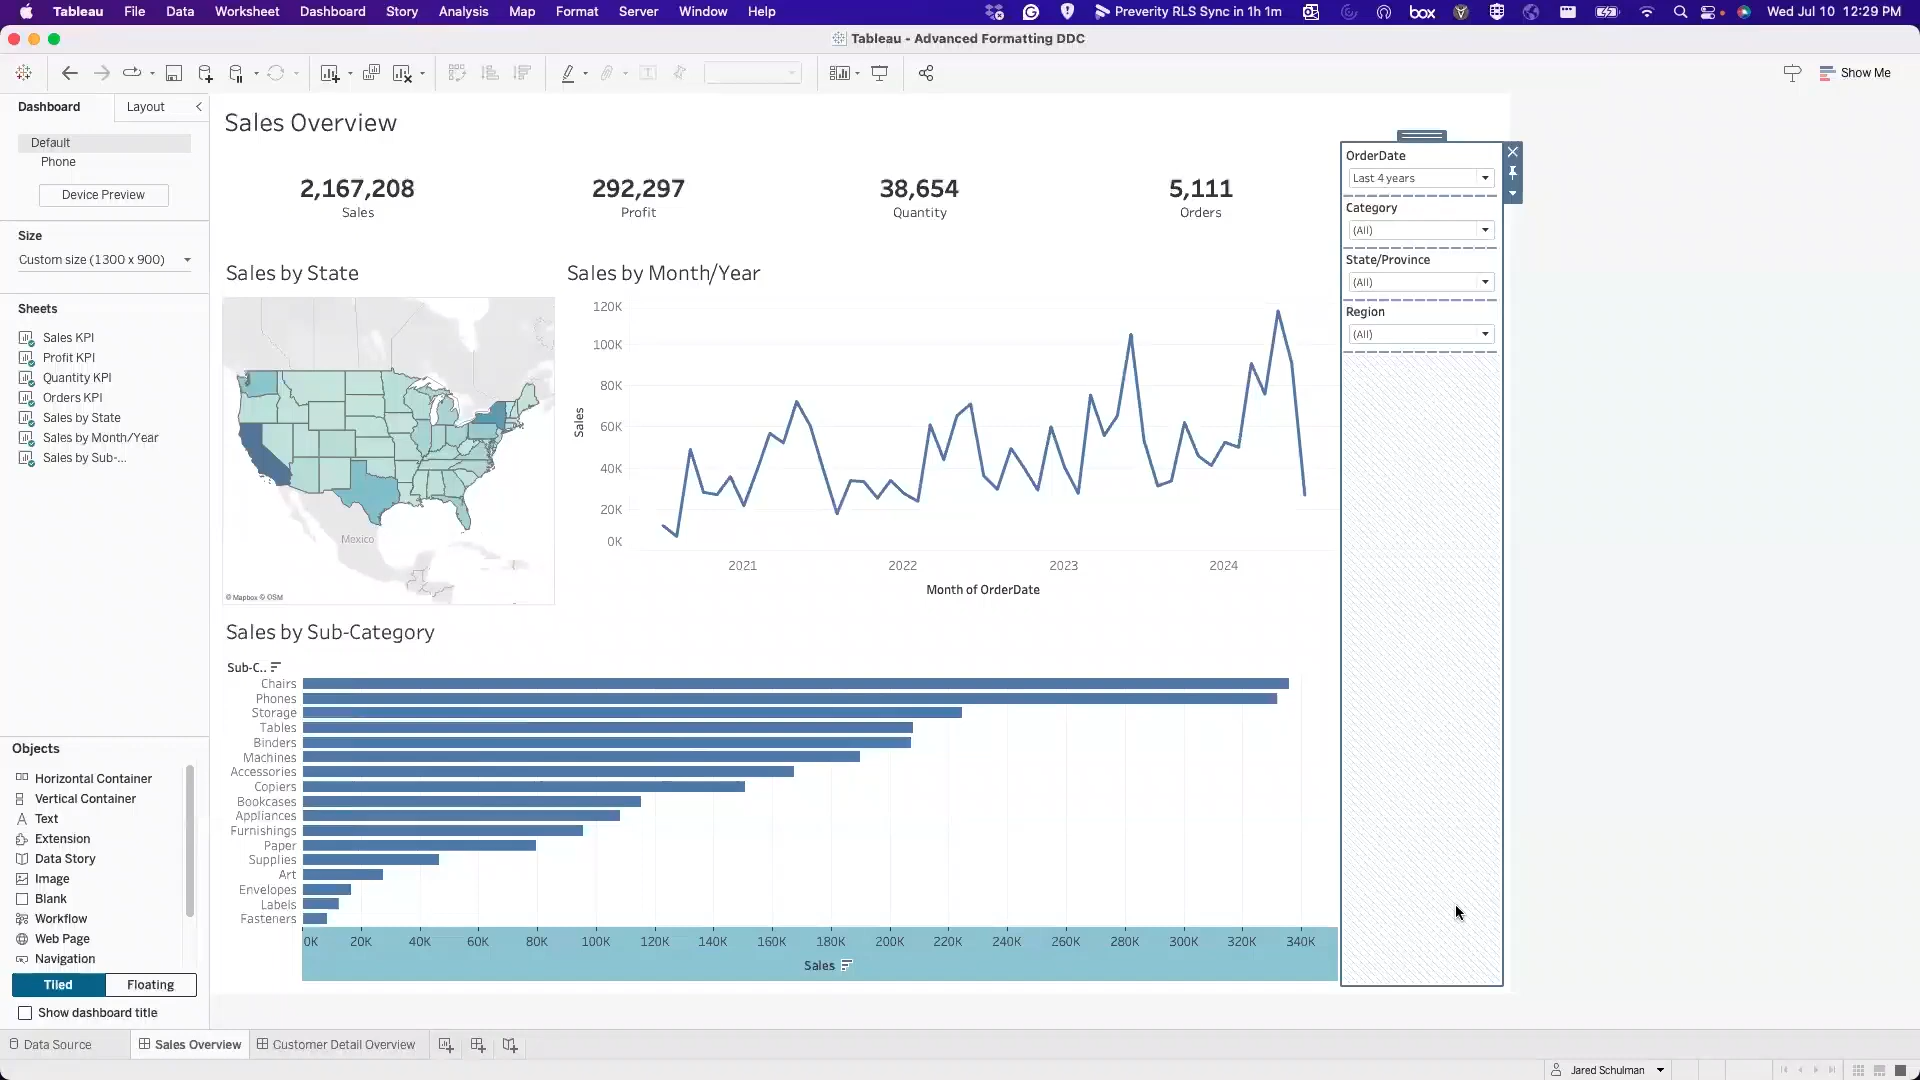 Tableau File Data Worksheet Dashboard Story Analysis Map Format Server Window Help
box
Preverity RLS Sync in 1h 1m
Wed Jul 10 12:29 PM
Tableau - Advanced Formatting DDC
Show Me
Dashboard
Layout
Default
Phone
Device Preview
Size
Custom size (1300 x 900)
Sheets
Sales KPI
Profit KPI
Quantity KPI
Orders KPI
Sales by State
Sales by Month/Year
Sales by Sub-...
Objects
Horizontal Container
Vertical Container
Text
Extension
Data Story
Image
Blank
Workflow
Web Page
Navigation
Tiled
Floating
Show dashboard title
Sales Overview
2,167,208
Sales
292,297
Profit
38,654
Quantity
5,111
Orders
Sales by State
Mexico
© Mapbox © OSM
Sales by Month/Year
120K
100K
80K
60K
40K
20K
0K
Sales
2021 2022 2023 2024
Month of OrderDate
Sales by Sub-Category
Sub-C..
Chairs
Phones
Storage
Tables
Binders
Machines
Accessories
Copiers
Bookcases
Appliances
Furnishings
Paper
Supplies
Art
Envelopes
Labels
Fasteners
0K 20K 40K 60K 80K 100K 120K 140K 160K 180K 200K 220K 240K 260K 280K 300K 320K 340K
Sales
OrderDate
Last 4 years
Category
(All)
State/Province
(All)
Region
(All)
Data Source
Sales Overview
Customer Detail Overview
Jared Schulman